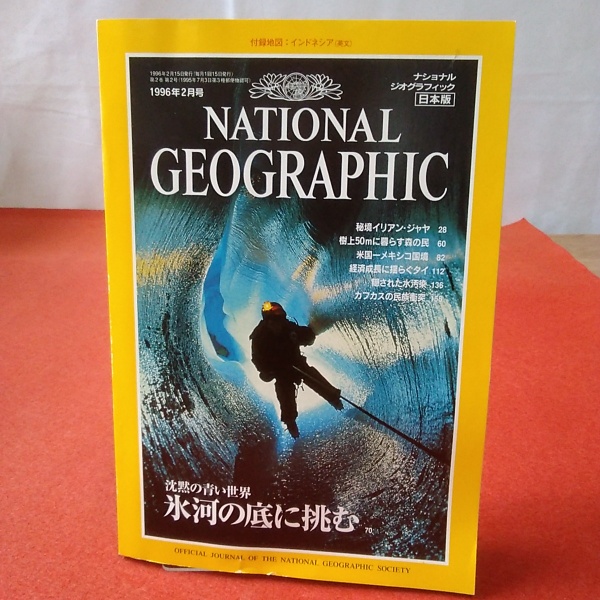 付録地図：インドネシア(英文)
1996年2月15日発行(毎月1回15日発行)
第2巻 第2号(1995年7月3日第3種郵便物認可)
1996年2月号
ナショナル
ジオグラフィック
日本版
NATIONAL
GEOGRAPHIC
秘境イリアン・ジャヤ 28
樹上50mに暮らす森の民 60
米国ーメキシコ国境 82
経済成長に揺らぐタイ 112
隠された水汚染 136
カフカスの民族衝突
沈黙の青い世界
氷河の底に挑む 70
OFFICIAL JOURNAL OF THE NATIONAL GEOGRAPHIC SOCIETY